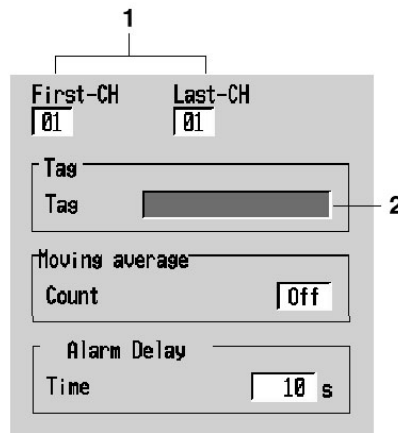 1
First-CH Last-CH
01 01
Tag
Tag
2
Moving average
Count Off
Alarm Delay
Time 10 s